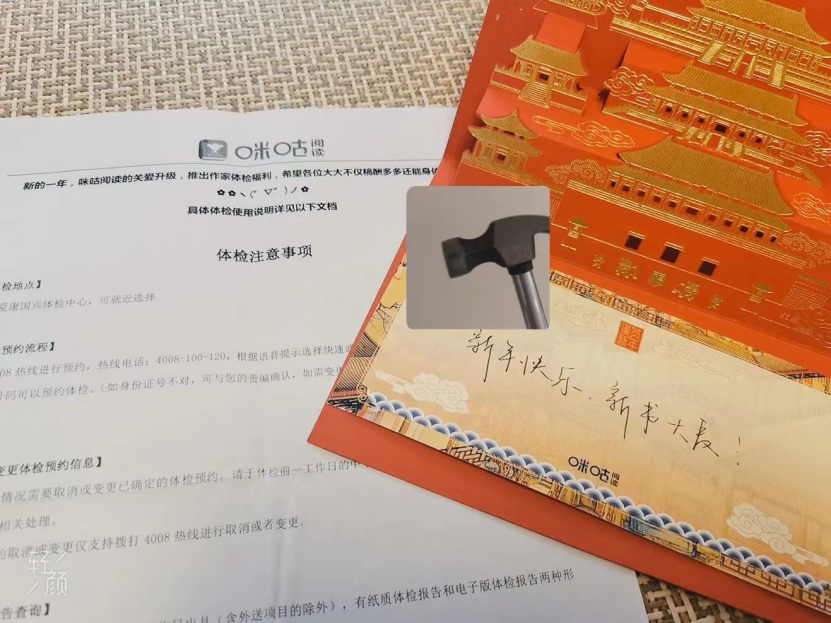 咪咕阅读
新的一年，咪咕阅读的关爱升级，推出作家体检福利，希望各位大大不仅稿酬多多还能身
✿✿ヽ(°▽°)ノ✿
具体体检使用说明详见以下文档
体检注意事项
检地点】
爱康国宾体检中心，可就近选择
预约流程】
08 热线进行预约，热线电话：4008-100-120，根据语音提示选择快速
号码可以预约体检。（如身份证号不对，可与您的责编确认，如需变
变更体检预约信息】
情况需要取消或变更已确定的体检预约，请于体检前一工作日的
相关处理。
的取消或变更仅支持拨打 4008 热线进行取消或者变更。
告查询】
日出具（含外送项目的除外），有纸质体检报告和电子版体检报告两种形
新年快乐，新书大麦！
咪咕阅读
轻颜